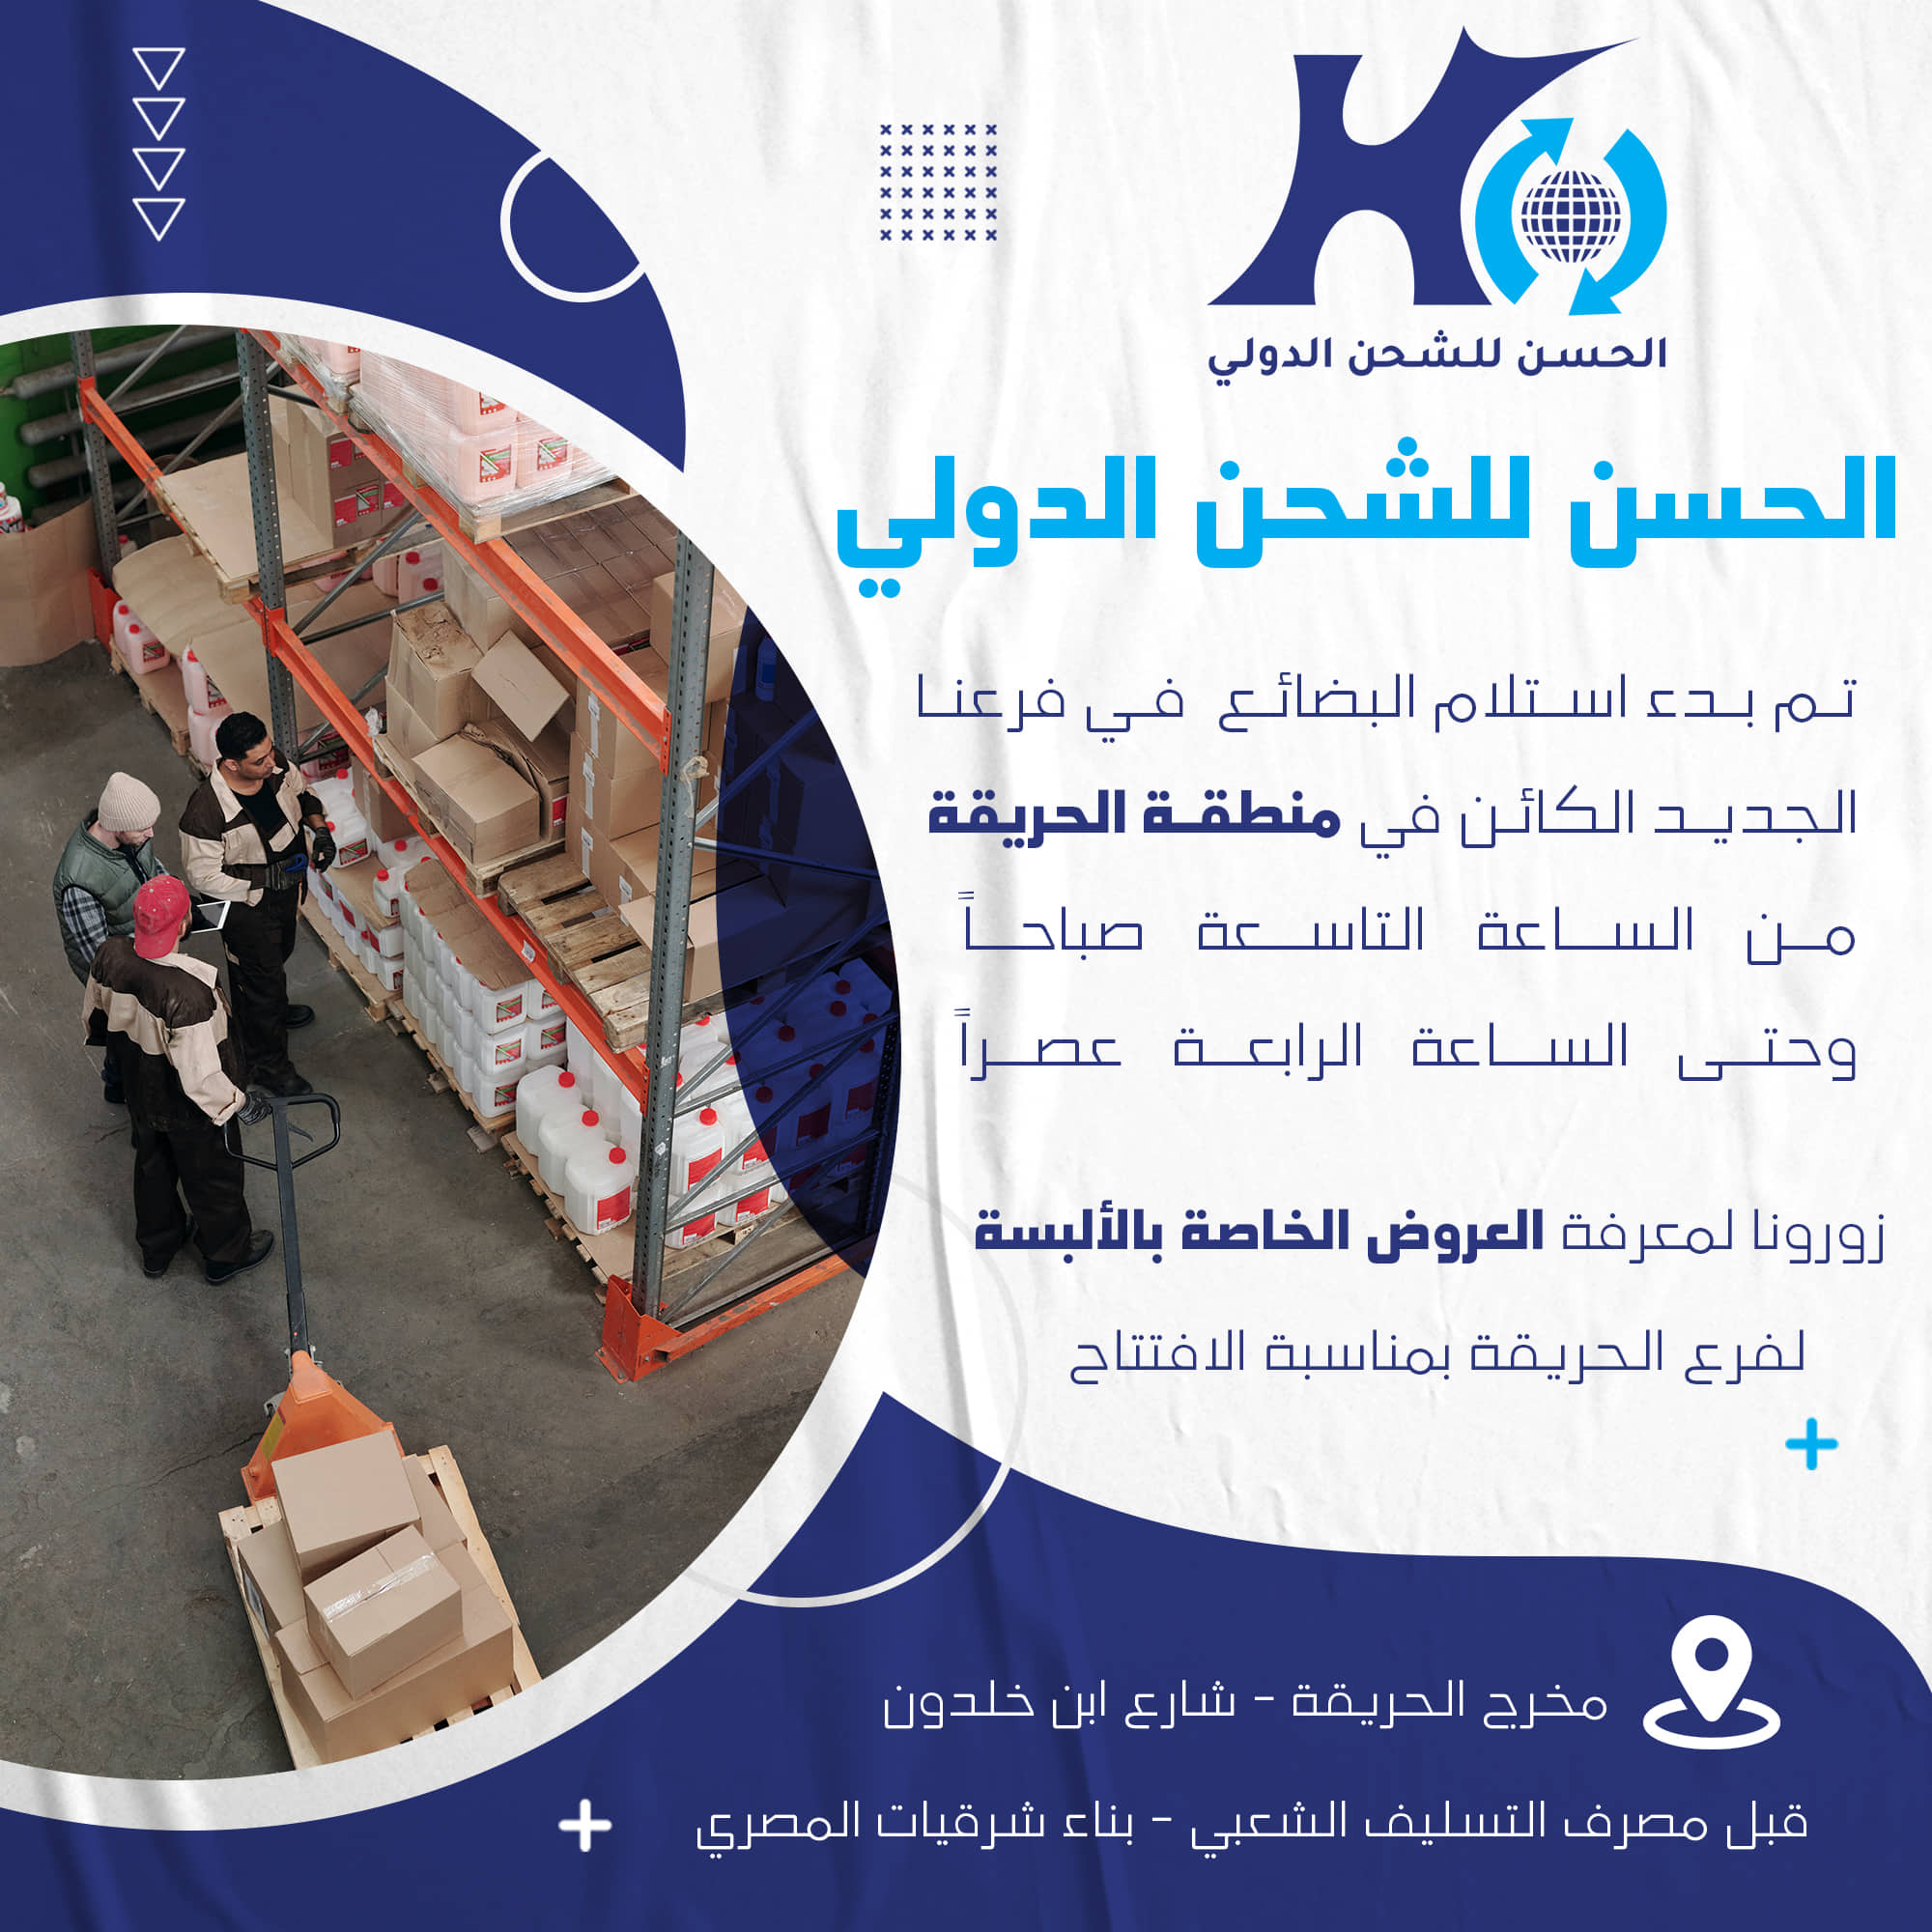 الحسن للشحن الدولي
الحسن للشحن الدولي
تم بدء استلام البضائع في فرعنا
الجديد الكائن في منطقة الحريقة
من الساعة التاسعة صباحاً
وحتى الساعة الرابعة عصراً
زورونا لمعرفة العروض الخاصة بالألبسة
لفرع الحريقة بمناسبة الافتتاح
مخرج الحريقة - شارع ابن خلدون
قبل مصرف التسليف الشعبي - بناء شرقيات المصري